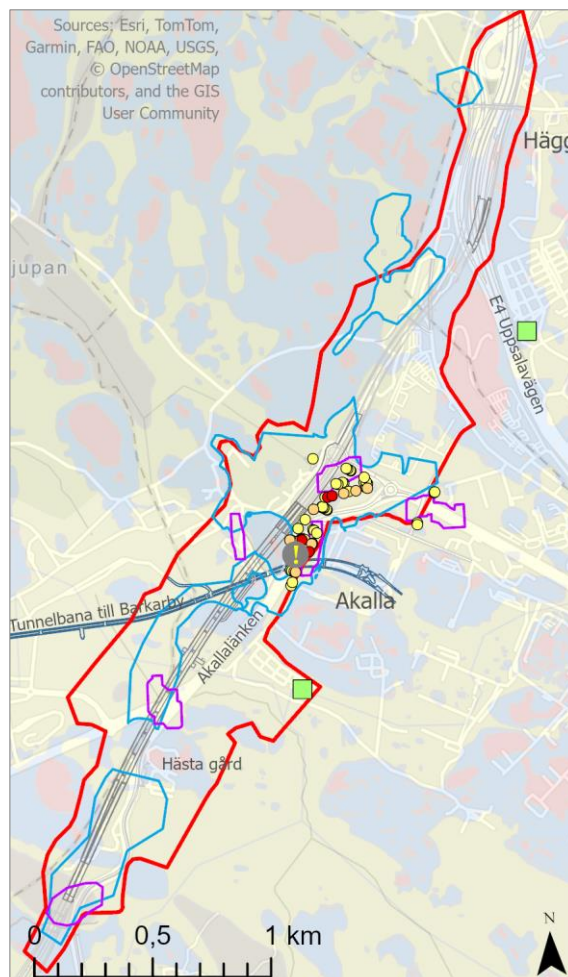 Sources: Esri, TomTom,
Garmin, FAO, NOAA, USGS,
© OpenStreetMap
contributors, and the GIS
User Community
Hägg
jupan
E4 Uppsalavägen
Akalla
Tunnelbana till Barkarby
Akallalänken
Hästa gård
N
0 0,5 1 km